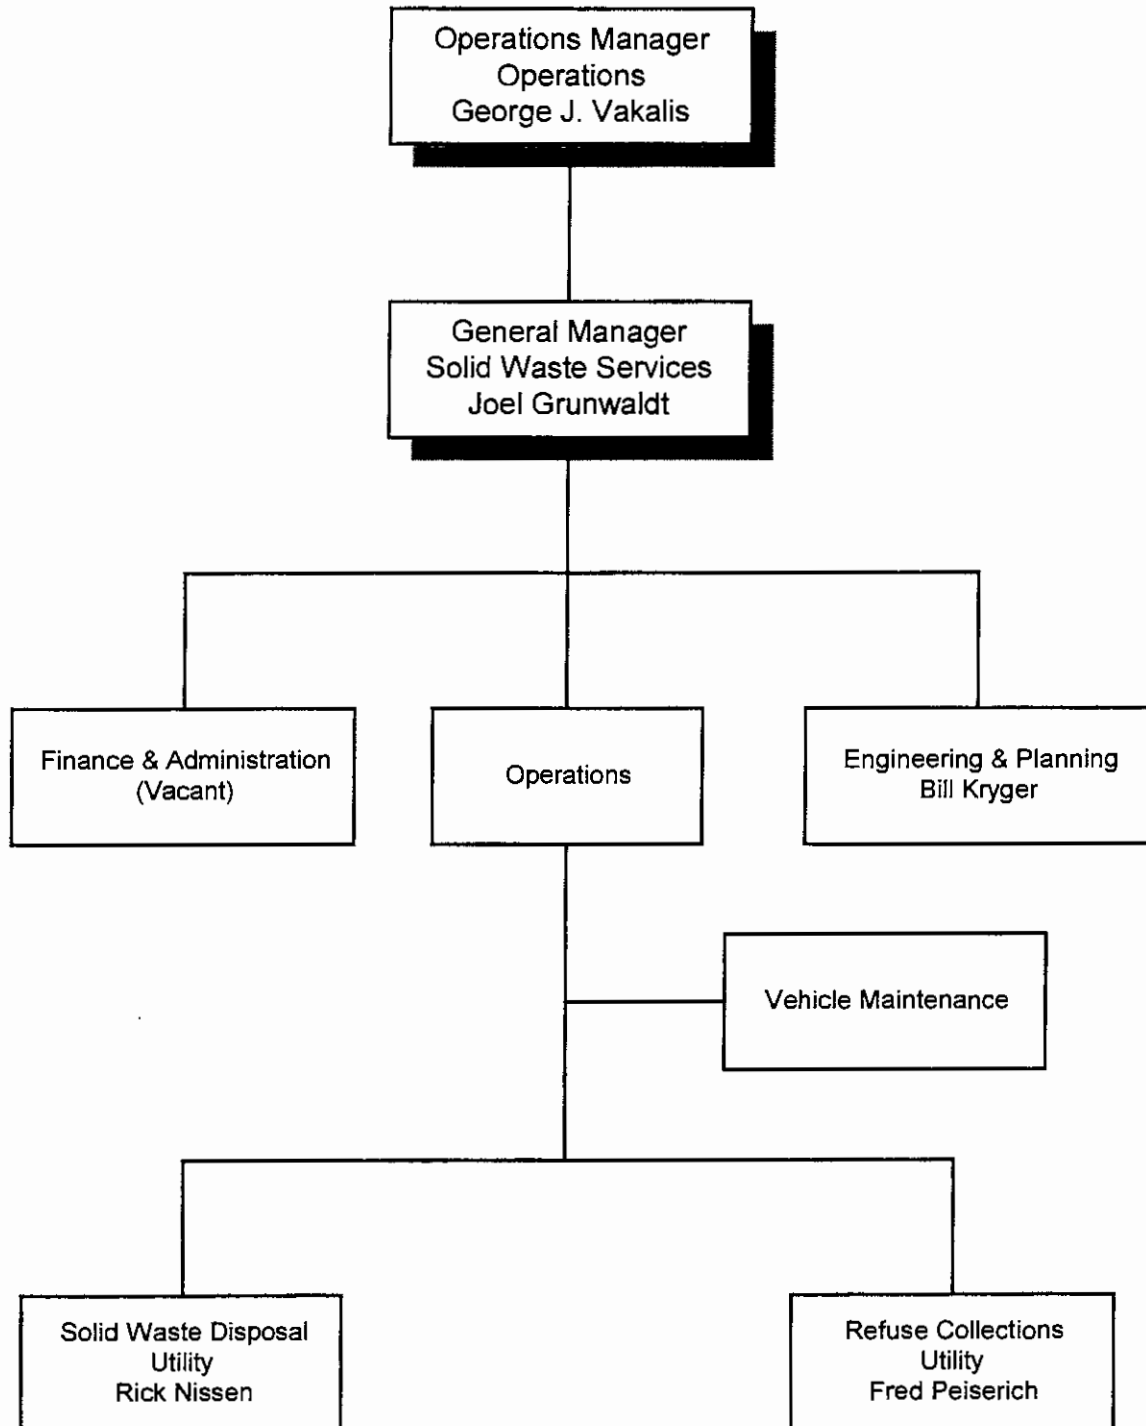 Operations Manager
Operations
George J. Vakalis
General Manager
Solid Waste Services
Joel Grunwaldt
Finance & Administration
(Vacant)
Operations
Engineering & Planning
Bill Kryger
Vehicle Maintenance
Solid Waste Disposal
Utility
Rick Nissen
Refuse Collections
Utility
Fred Peiserich